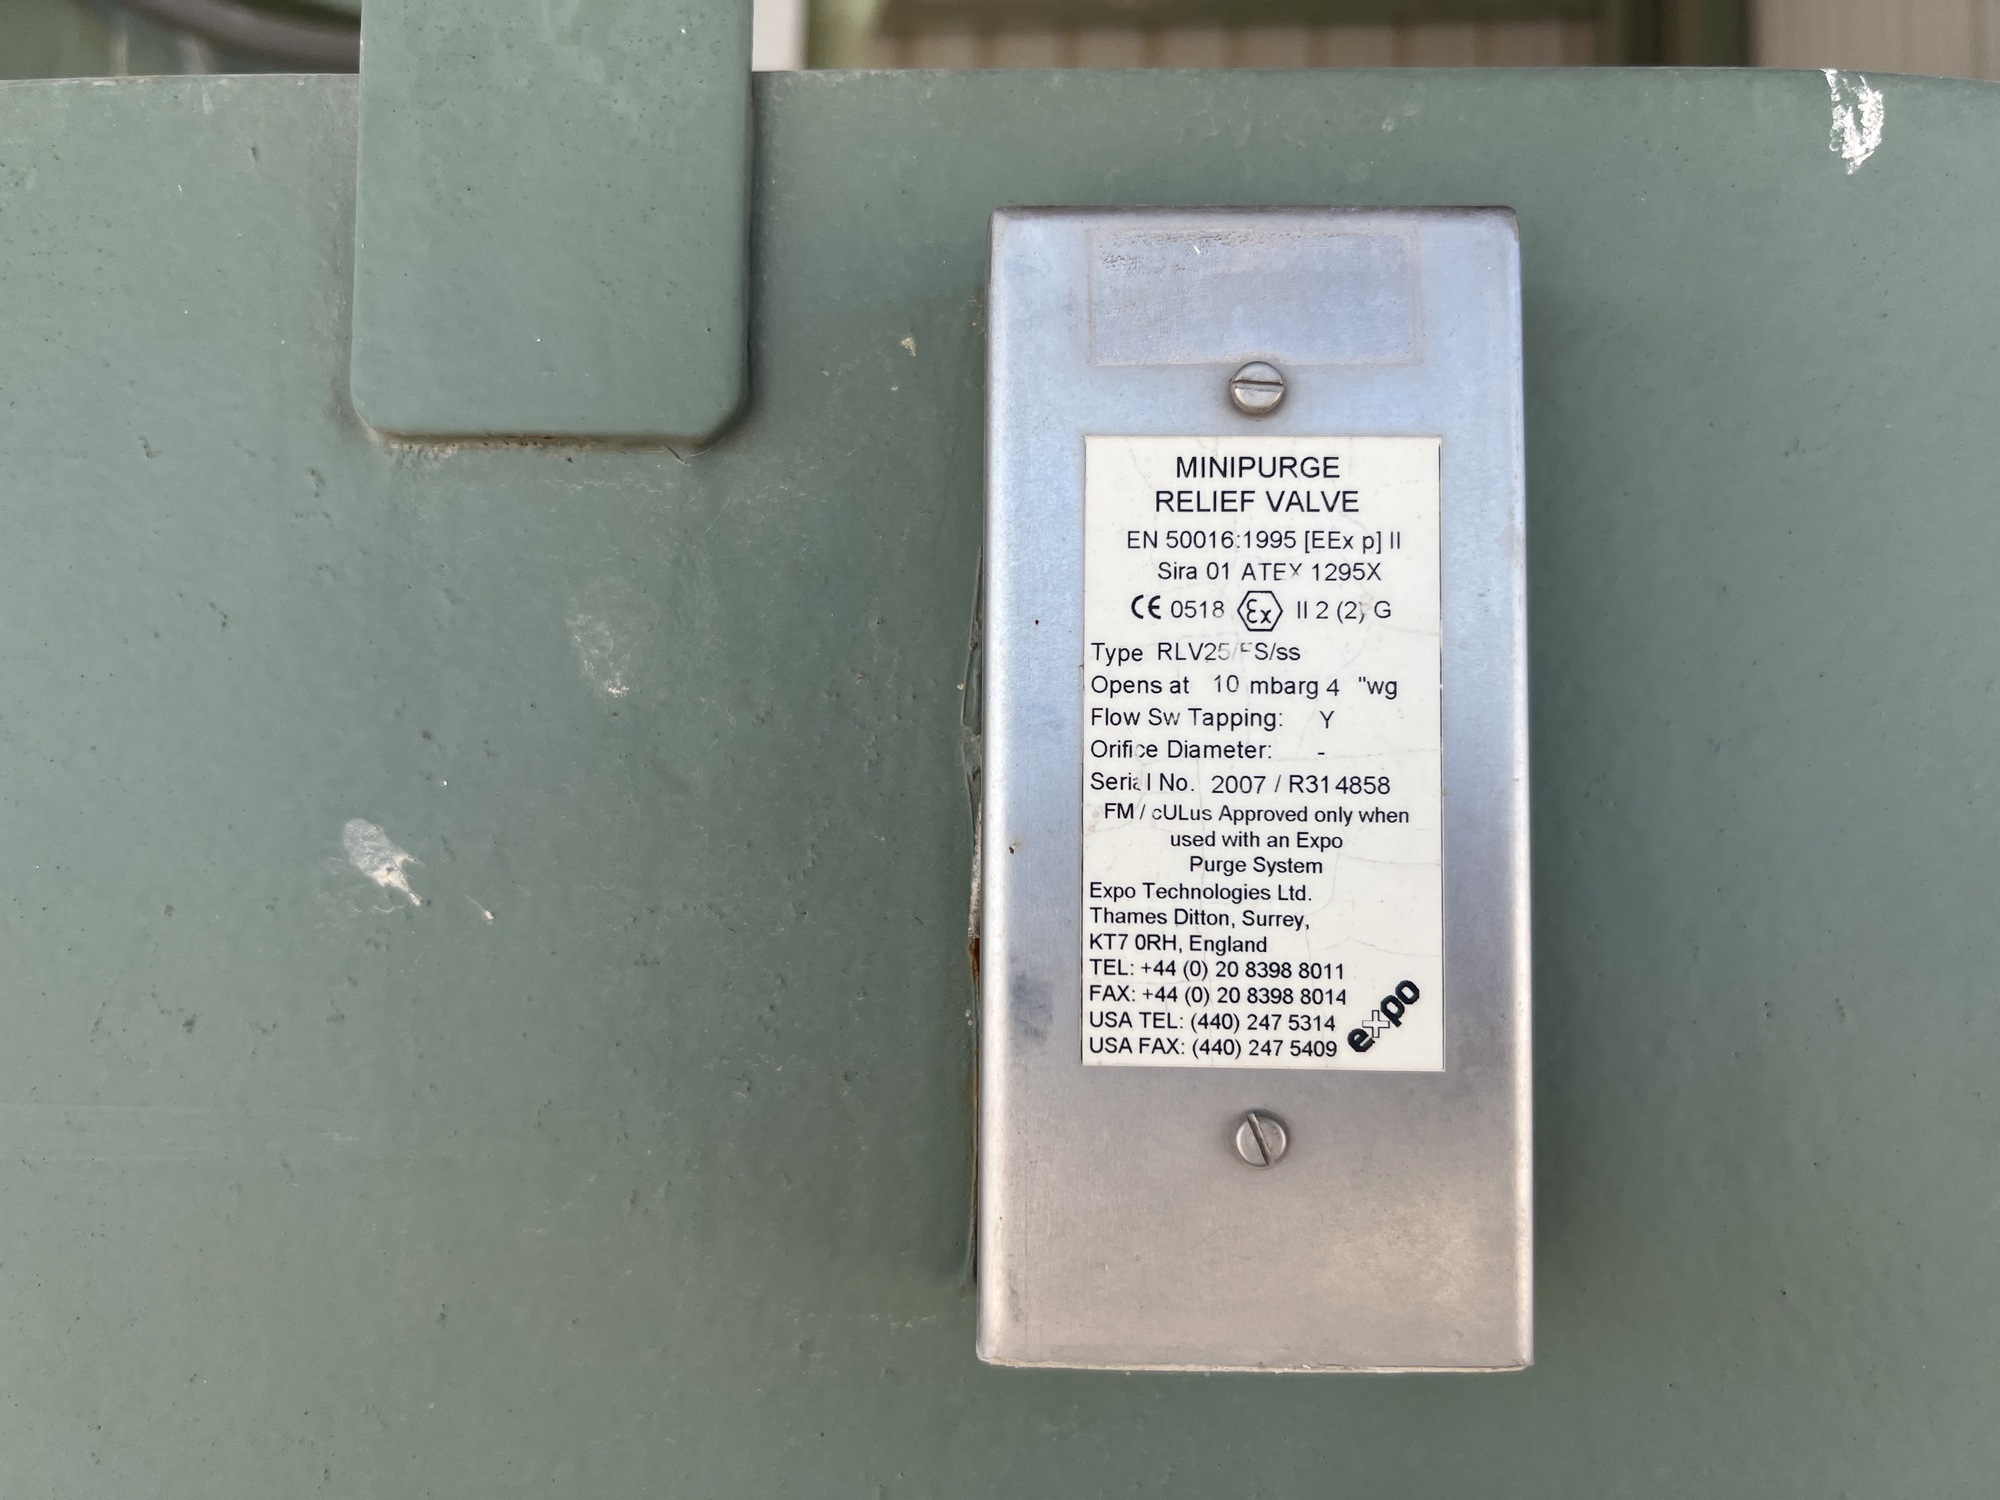 MINIPURGE
RELIEF VALVE
EN 50016:1995 [EEx p] II
Sira 01 ATEX 1295X
CE 0518 Ex II 2 (2) G
Type RLV25/FS/ss
Opens at 10 mbarg 4 "wg
Flow Sw Tapping: Y
Orifice Diameter: -
Serial No. 2007 / R314858
FM / cULus Approved only when
used with an Expo
Purge System
Expo Technologies Ltd.
Thames Ditton, Surrey,
KT7 0RH, England
TEL: +44 (0) 20 8398 8011
FAX: +44 (0) 20 8398 8014
USA TEL: (440) 247 5314
USA FAX: (440) 247 5409
expo